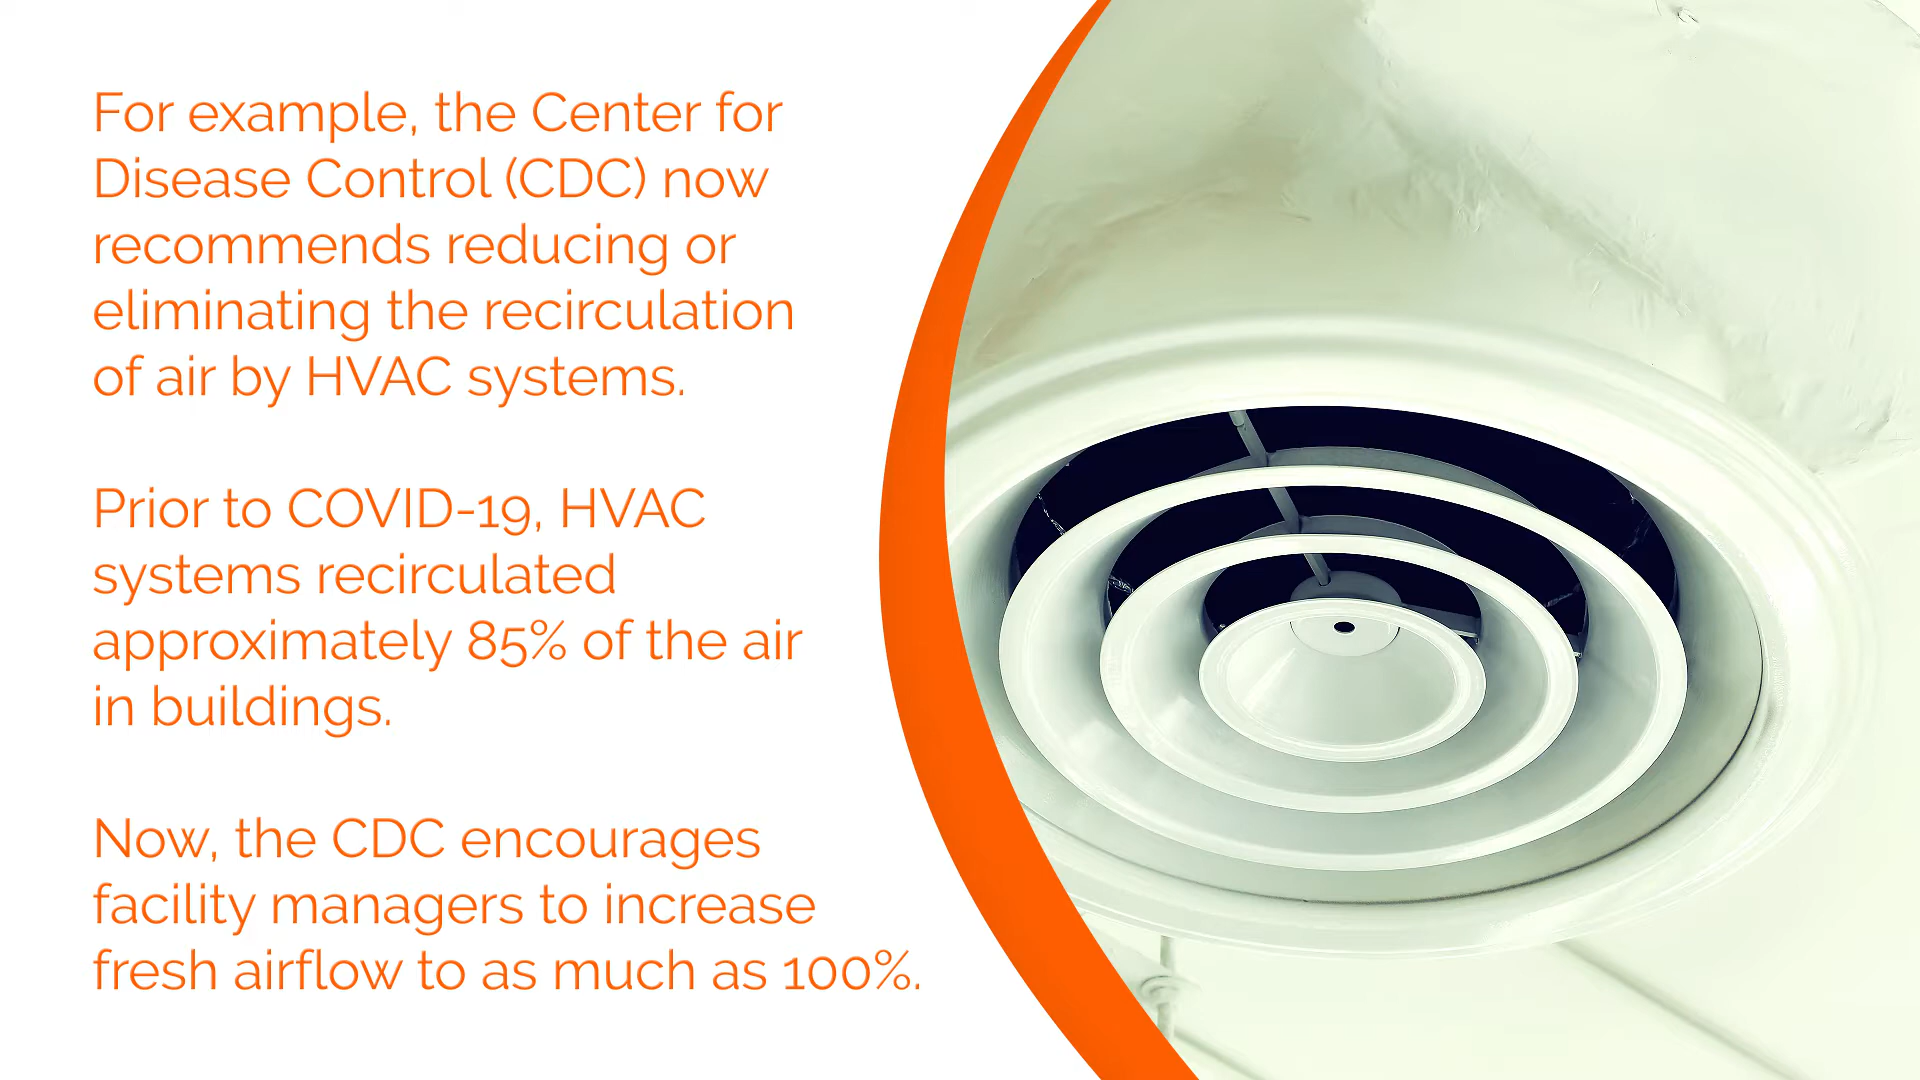 For example, the Center for
Disease Control (CDC) now
recommends reducing or
eliminating the recirculation
of air by HVAC systems.
Prior to COVID-19, HVAC
systems recirculated
approximately 85% of the air
in buildings.
Now, the CDC encourages
facility managers to increase
fresh airflow to as much as 100%.